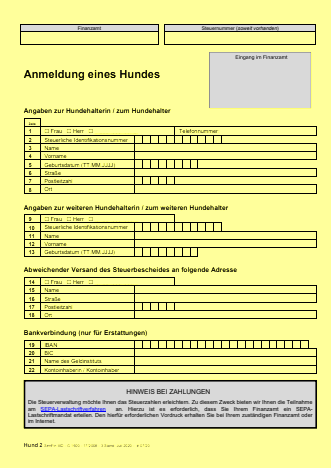 Finanzamt
Steuernummer (soweit vorhanden)
Eingang im Finanzamt
Anmeldung eines Hundes
Angaben zur Hundehalterin / zum Hundehalter
Zeile
1 ☐ Frau ☐ Herr ☐ Telefonnummer
2 Steuerliche Identifikationsnummer
3 Name
4 Vorname
5 Geburtsdatum (TT.MM.JJJJ)
6 Straße
7 Postleitzahl
8 Ort
Angaben zur weiteren Hundehalterin / zum weiteren Hundehalter
9 ☐ Frau ☐ Herr ☐
10 Steuerliche Identifikationsnummer
11 Name
12 Vorname
13 Geburtsdatum (TT.MM.JJJJ)
Abweichender Versand des Steuerbescheides an folgende Adresse
14 ☐ Frau ☐ Herr ☐
15 Name
16 Straße
17 Postleitzahl
18 Ort
Bankverbindung (nur für Erstattungen)
19 IBAN
20 BIC
21 Name des Geldinstituts
22 Kontoinhaberin / Kontoinhaber
HINWEIS BEI ZAHLUNGEN
Die Steuerverwaltung möchte Ihnen das Steuerzahlen erleichtern. Zu diesem Zweck bieten wir Ihnen die Teilnahme
am SEPA-Lastschriftverfahren an. Hierzu ist es erforderlich, dass Sie Ihrem Finanzamt ein SEPA-
Lastschriftmandat erteilen. Den hierfür erforderlichen Vordruck erhalten Sie bei Ihrem zuständigen Finanzamt oder
im Internet.
Hund 2